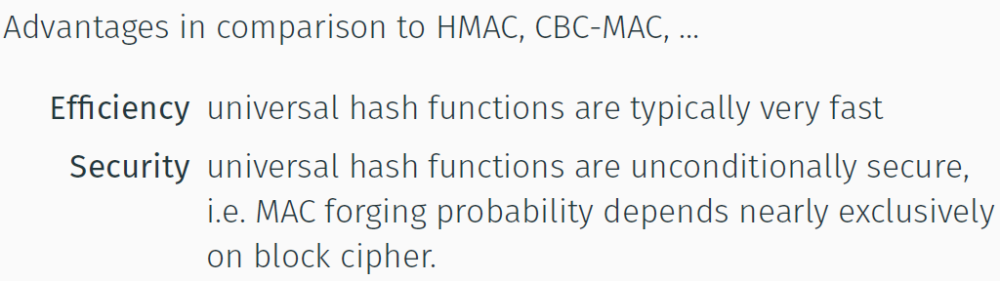 Advantages in comparison to HMAC, CBC-MAC, ...
Efficiency universal hash functions are typically very fast
Security universal hash functions are unconditionally secure,
i.e. MAC forging probability depends nearly exclusively
on block cipher.